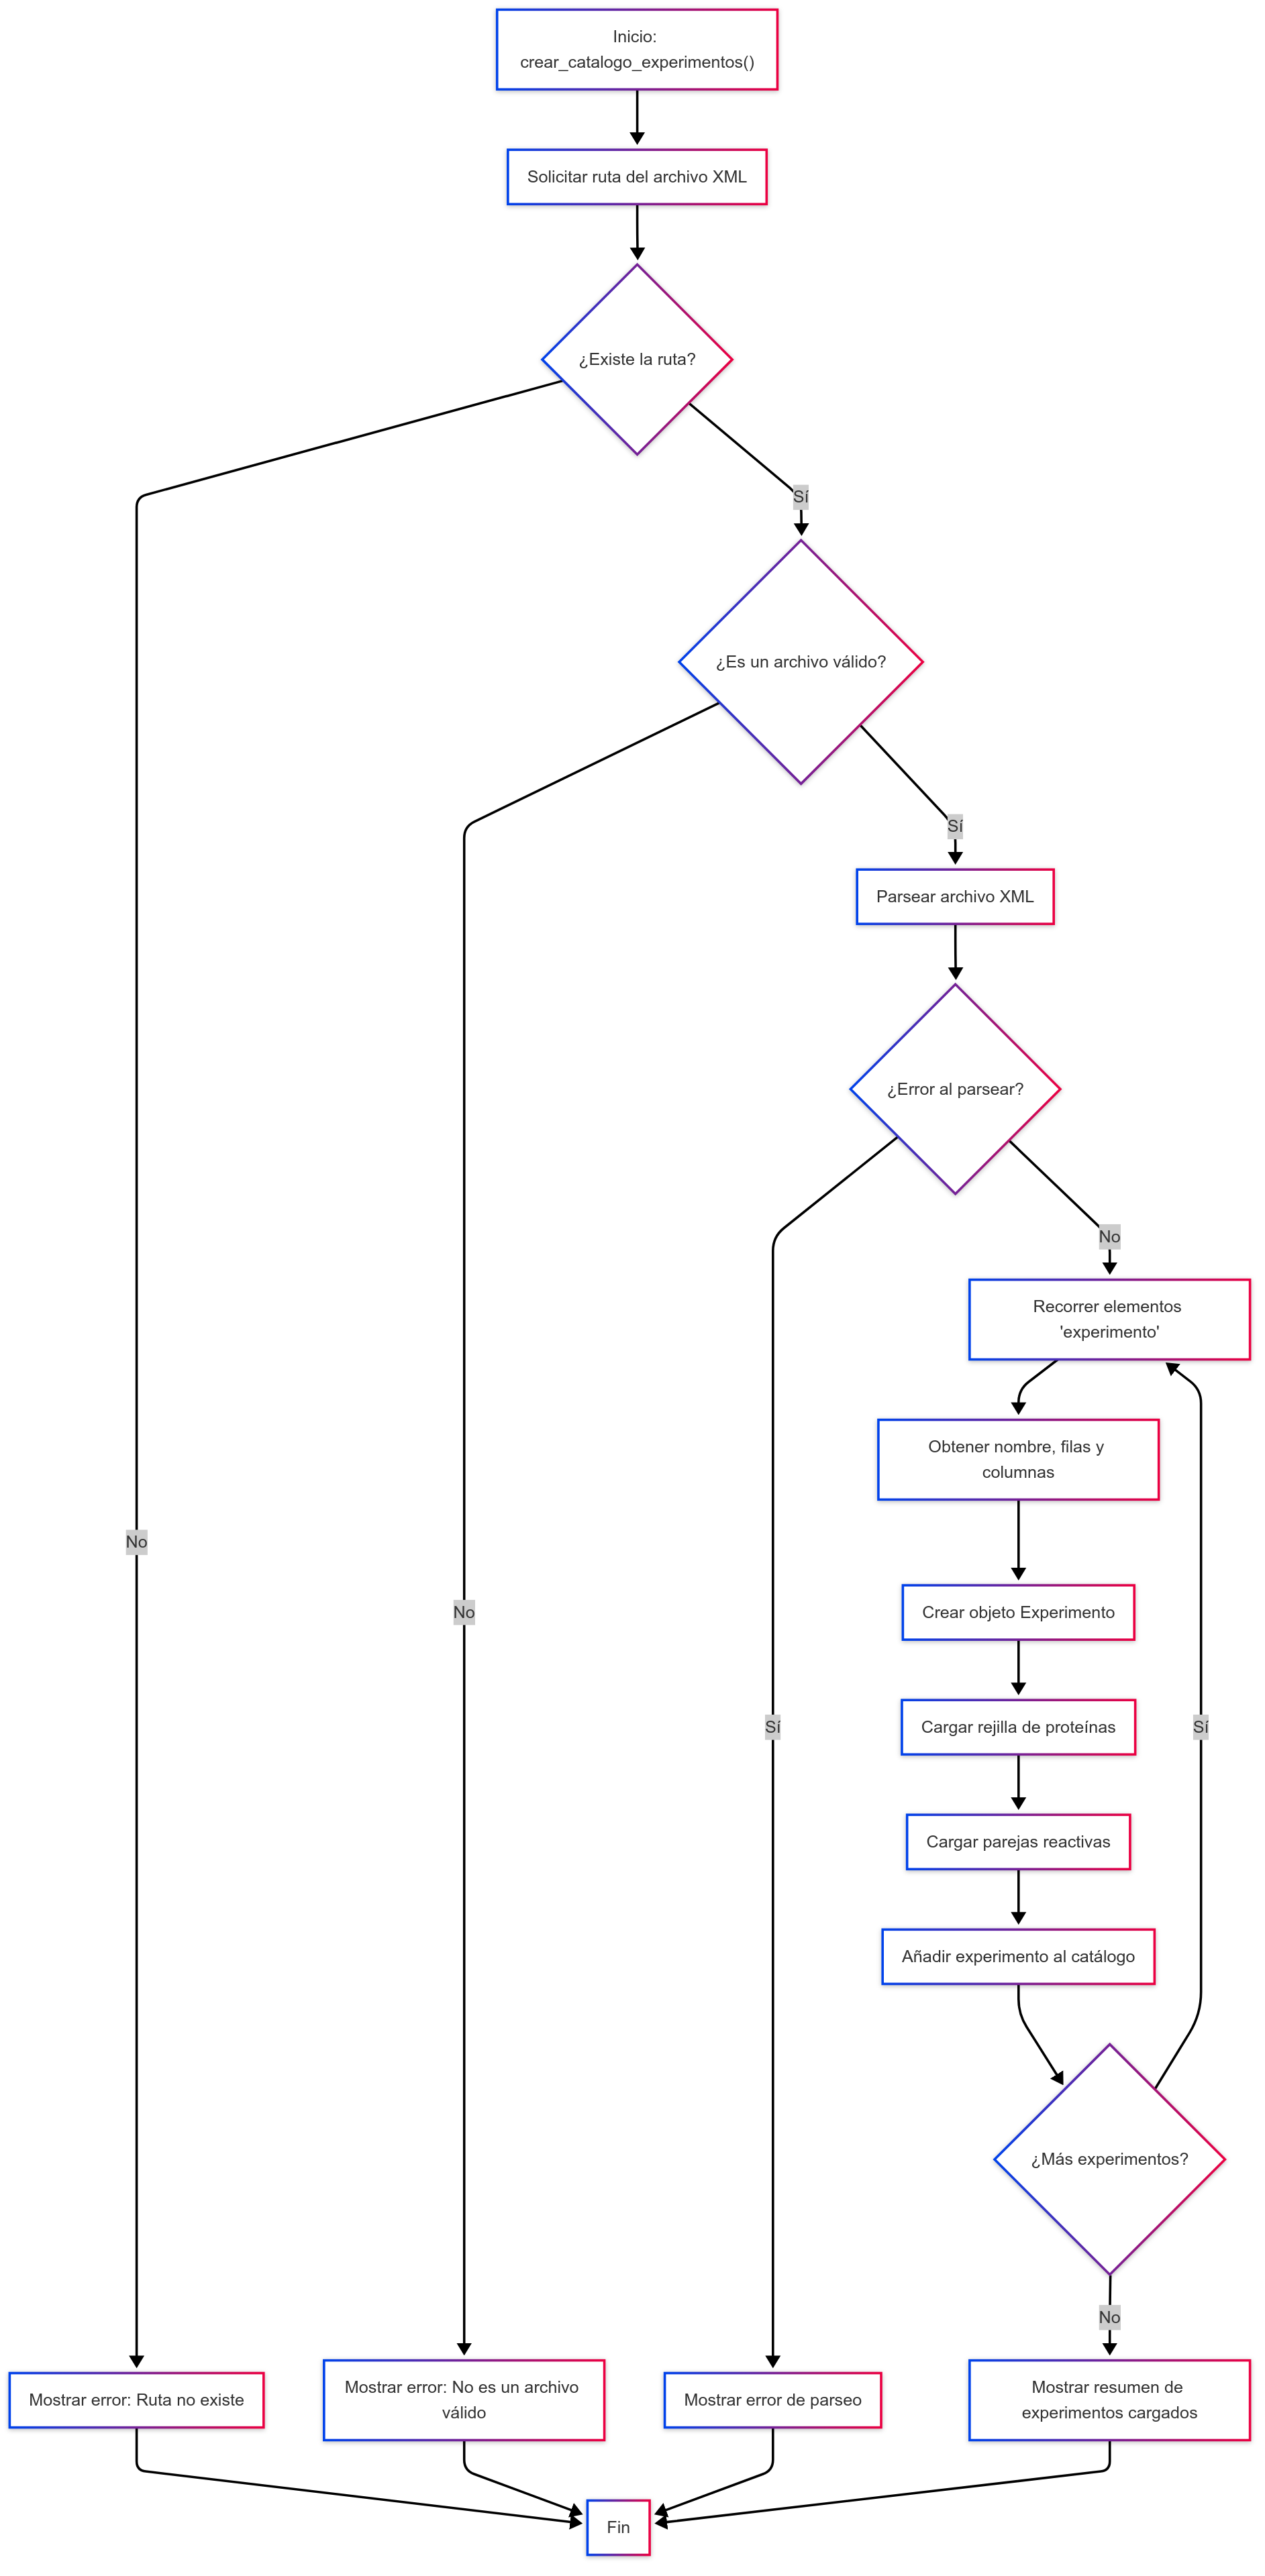 Inicio:
crear_catalogo_experimentos()
Solicitar ruta del archivo XML
¿Existe la ruta?
Sí
¿Es un archivo válido?
Sí
Parsear archivo XML
¿Error al parsear?
No
Recorrer elementos
'experimento'
Obtener nombre, filas y
columnas
No
No
Crear objeto Experimento
Sí
Cargar rejilla de proteínas
Sí
Cargar parejas reactivas
Añadir experimento al catálogo
¿Más experimentos?
No
Mostrar error: Ruta no existe
Mostrar error: No es un archivo
válido
Mostrar error de parseo
Mostrar resumen de
experimentos cargados
Fin